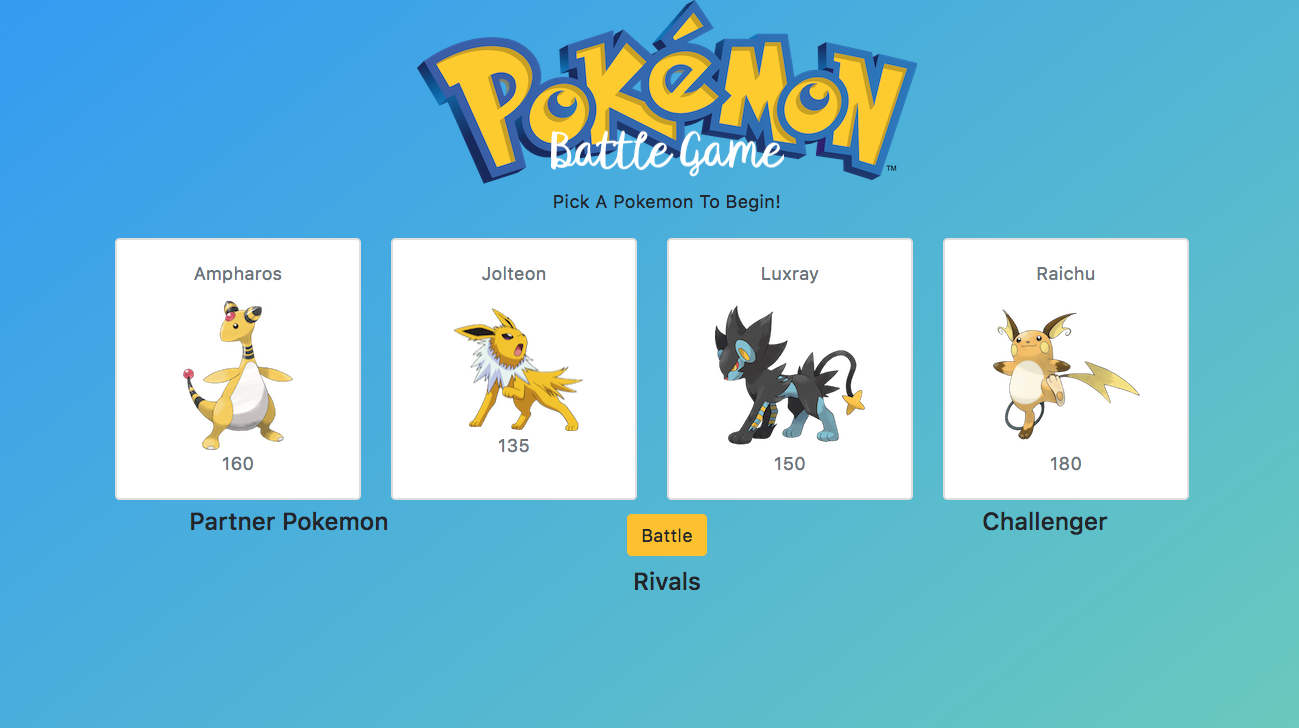 POKéMON
™
Battle Game
Pick A Pokemon To Begin!
Ampharos
160
Jolteon
135
Luxray
150
Raichu
180
Partner Pokemon
Battle
Challenger
Rivals